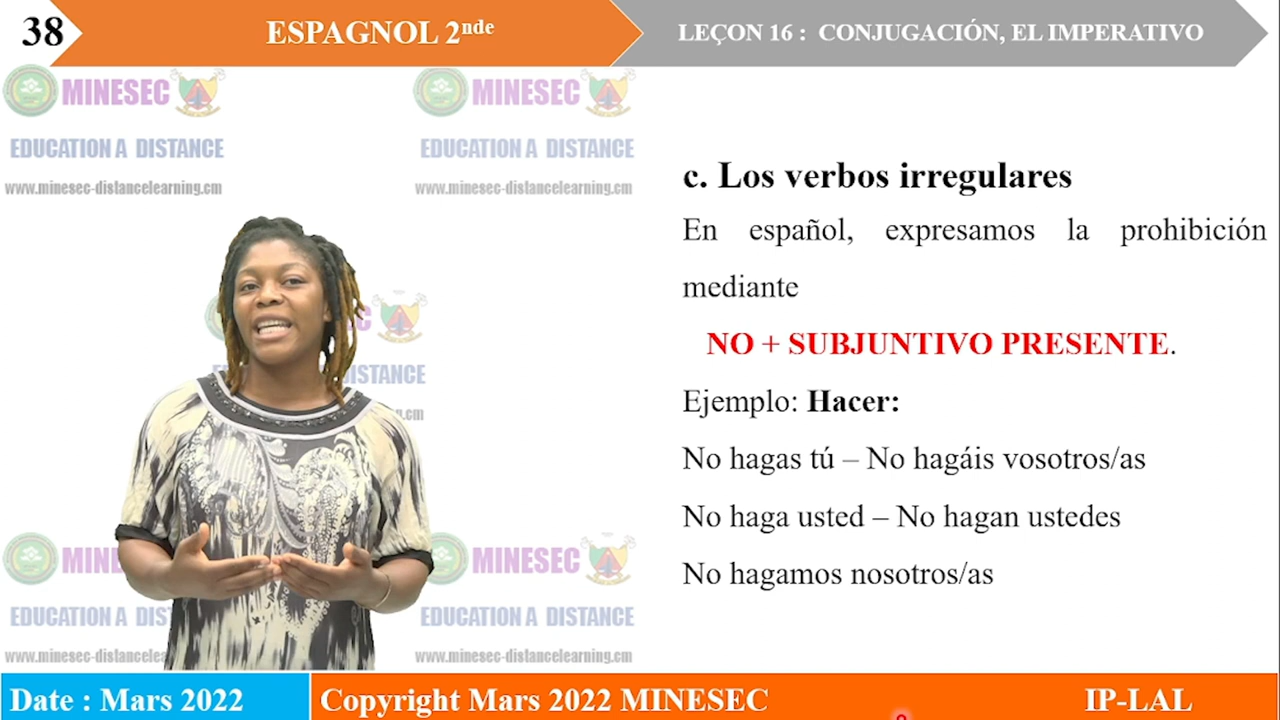 38
ESPAGNOL 2nde
LEÇON 16 : CONJUGACIÓN, EL IMPERATIVO
MINESEC
MINESEC
EDUCATION A DISTANCE
EDUCATION A DISTANCE
www.minesec-distancelearning.cm
www.minesec-distancelearning.cm
c. Los verbos irregulares
En español, expresamos la prohibición
mediante
NO + SUBJUNTIVO PRESENTE.
Ejemplo: Hacer:
No hagas tú – No hagáis vosotros/as
No haga usted – No hagan ustedes
No hagamos nosotros/as
MINESEC
EDUCATION A DISTANCE
www.minesec-distancelearning.cm
Date : Mars 2022
Copyright Mars 2022 MINESEC
IP-LAL